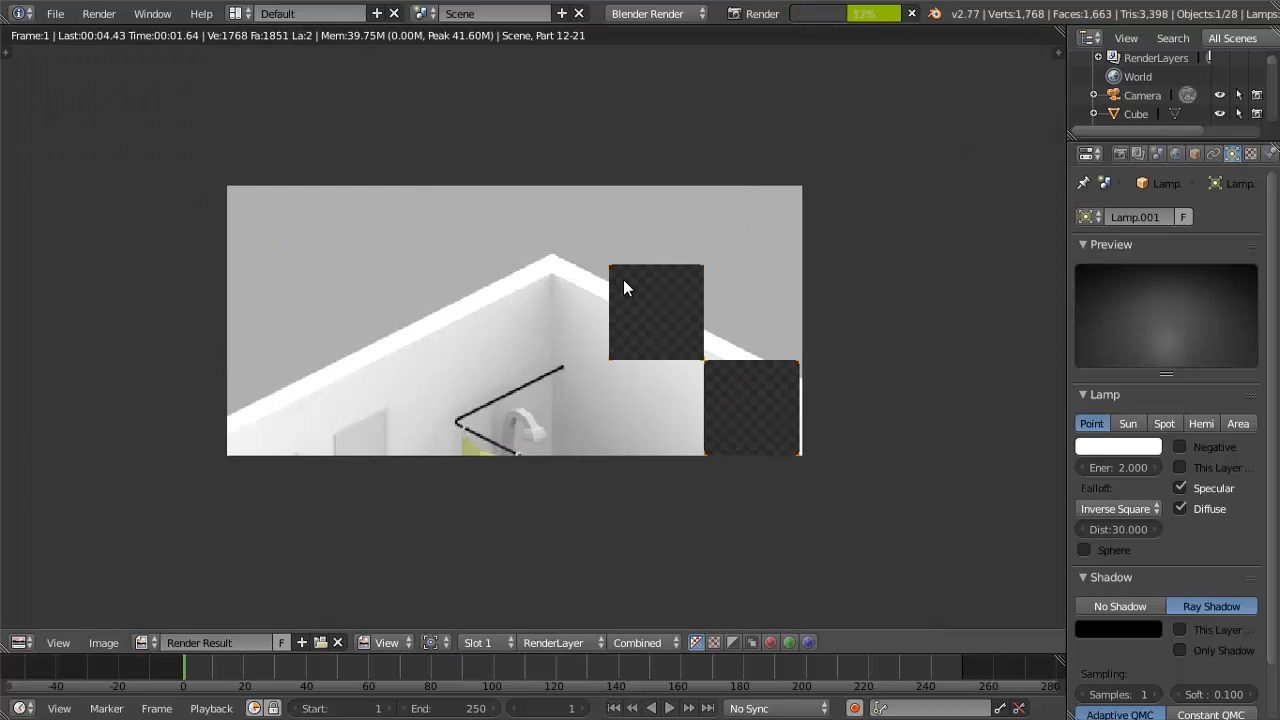 File Render Window Help Default Scene Blender Render Render 52% v2.77 | Verts:1,768 | Faces:1,663 | Tris:3,398 | Objects:1/28 | Lamps
Frame:1 | Last:00:04.43 Time:00:01.64 | Ve:1768 Fa:1851 La:2 | Mem:39.75M (0.00M, Peak 41.60M) | Scene, Part 12-21
View Search All Scenes
RenderLayers
World
Camera
Cube
Lamp. Lamp.
Lamp.001 F
Preview
Lamp
Point Sun Spot Hemi Area
Negative
Ener: 2.000 This Layer ...
Falloff: Specular
Inverse Square Diffuse
Dist:30.000
Sphere
Shadow
No Shadow Ray Shadow
This Layer ...
Only Shadow
Sampling:
Samples: 1 Soft: 0.100
Adaptive QMC Constant QMC
View Image Render Result F View Slot 1 RenderLayer Combined
-40 -20 0 20 40 60 80 100 120 140 160 180 200 220 240 260 280
View Marker Frame Playback Start: 1 End: 250 1 No Sync